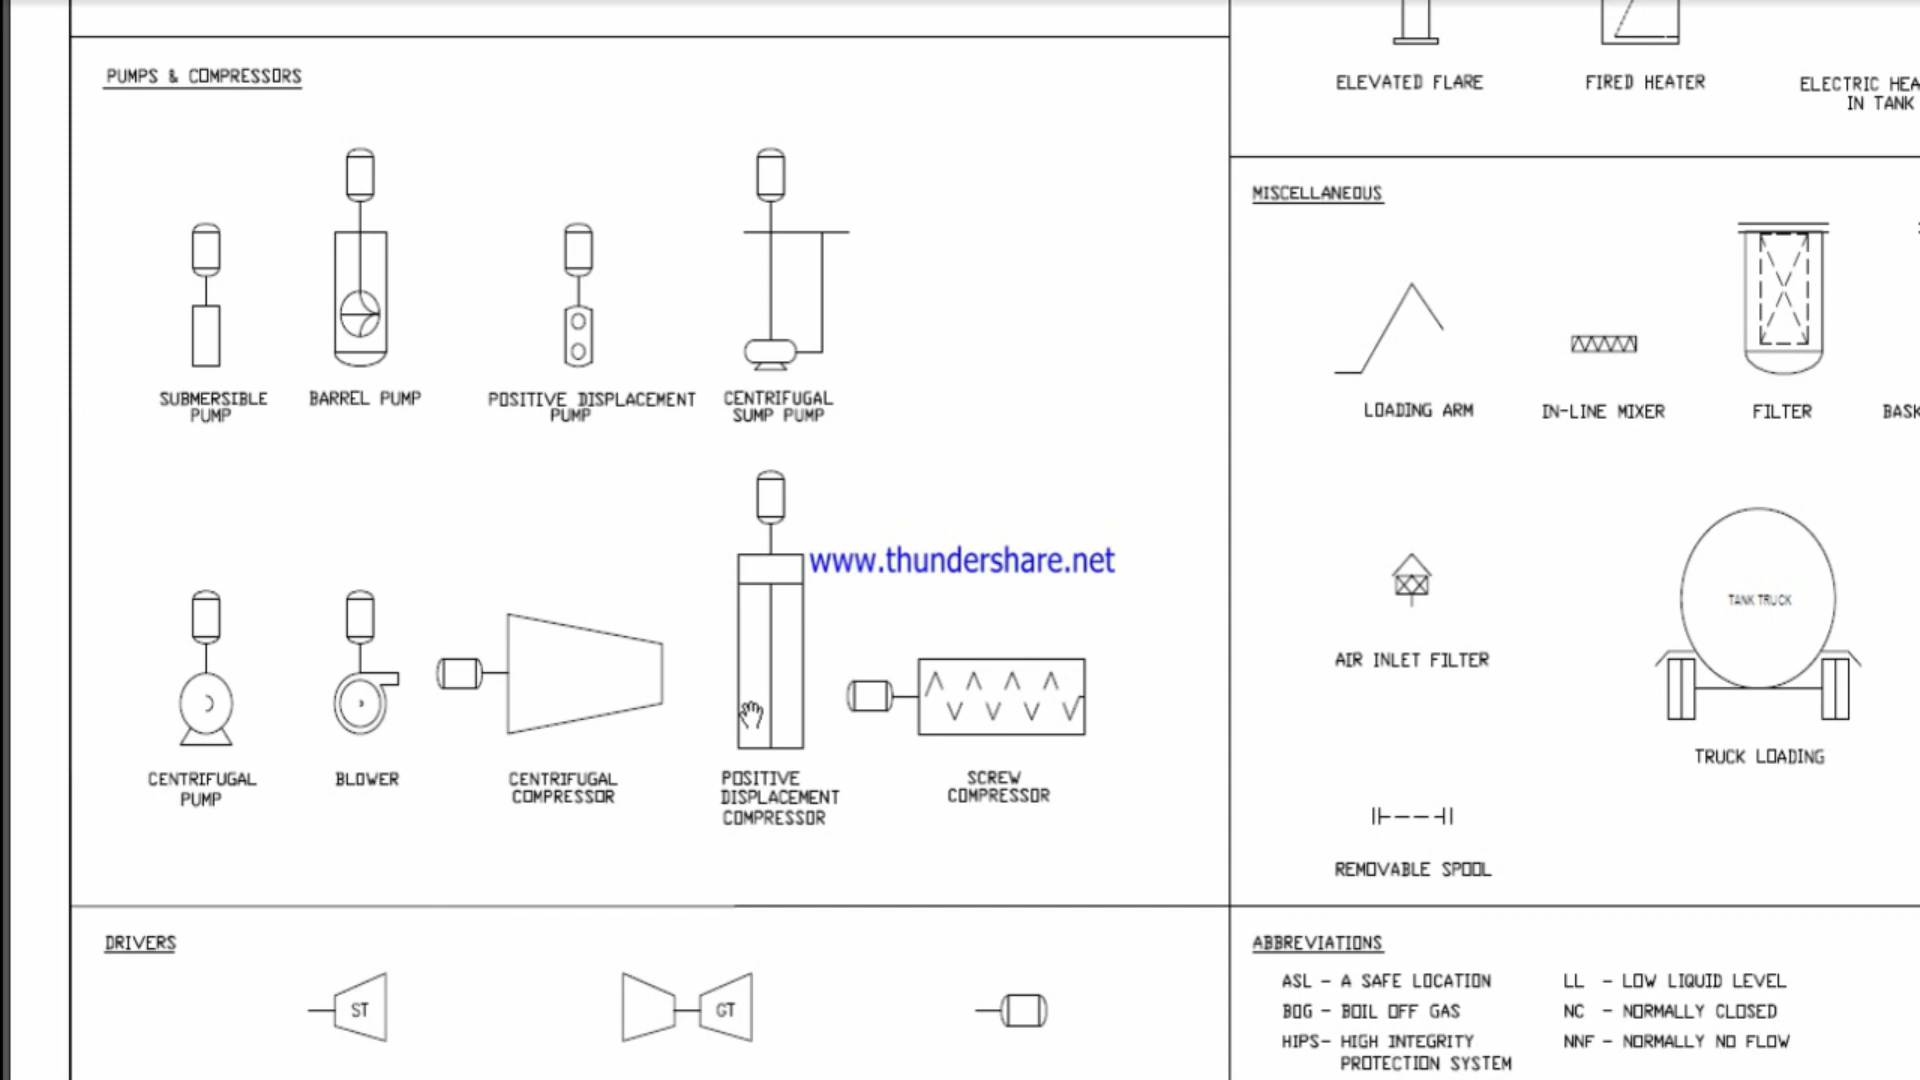 PUMPS & COMPRESSORS
SUBMERSIBLE
PUMP
BARREL PUMP
POSITIVE DISPLACEMENT
PUMP
CENTRIFUGAL
SUMP PUMP
www.thundershare.net
CENTRIFUGAL
PUMP
BLOWER
CENTRIFUGAL
COMPRESSOR
POSITIVE
DISPLACEMENT
COMPRESSOR
SCREW
COMPRESSOR
DRIVERS
ST
GT
ELEVATED FLARE
FIRED HEATER
ELECTRIC HEA
IN TANK
MISCELLANEOUS
LOADING ARM
IN-LINE MIXER
FILTER
BASK
AIR INLET FILTER
TANK TRUCK
TRUCK LOADING
REMOVABLE SPOOL
ABBREVIATIONS
ASL - A SAFE LOCATION
BOG - BOIL OFF GAS
HIPS- HIGH INTEGRITY
PROTECTION SYSTEM
LL - LOW LIQUID LEVEL
NC - NORMALLY CLOSED
NNF - NORMALLY NO FLOW